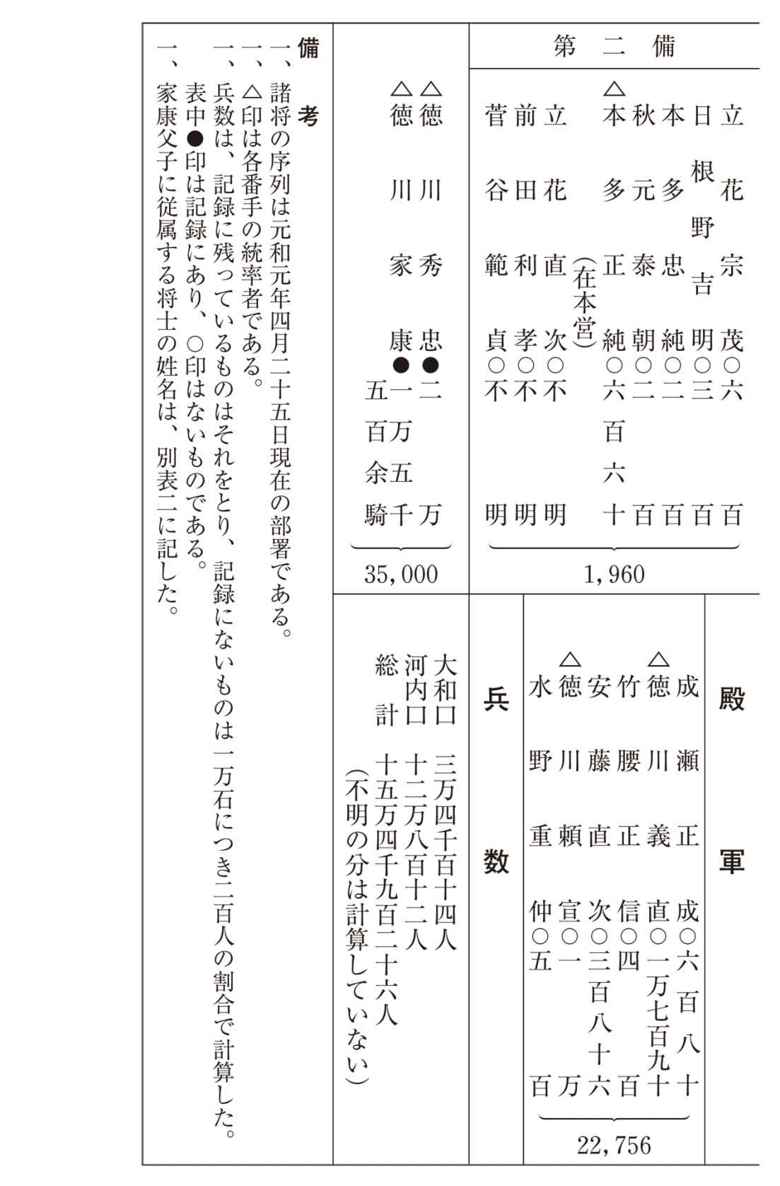 第二備
立花宗茂○六百
日根野吉明○三百
本多忠純○二百
秋元泰朝○二百
△本多正純○六百六十
(在本営)
立花直次○不明
前田利孝○不明
菅谷範貞○不明
1,960
△徳川秀忠●二万
△徳川家康●一万五千
五百余騎
35,000
殿軍
成瀬正成○六百八十
△徳川義直○一万七百九十
竹腰正信○四百
安藤直次○三百八十六
△徳川頼宣○一万
水野重仲○五百
22,756
兵数
大和口 三万四千百十四人
河内口 十二万八百十二人
総計 十五万四千九百二十六人
(不明の分は計算していない)
備考
一、諸将の序列は元和元年四月二十五日現在の部署である。
一、△印は各番手の統率者である。
一、兵数は、記録に残っているものはそれをとり、記録にないものは一万石につき二百人の割合で計算した。
表中●印は記録にあり、○印はないものである。
一、家康父子に従属する将士の姓名は、別表二に記した。